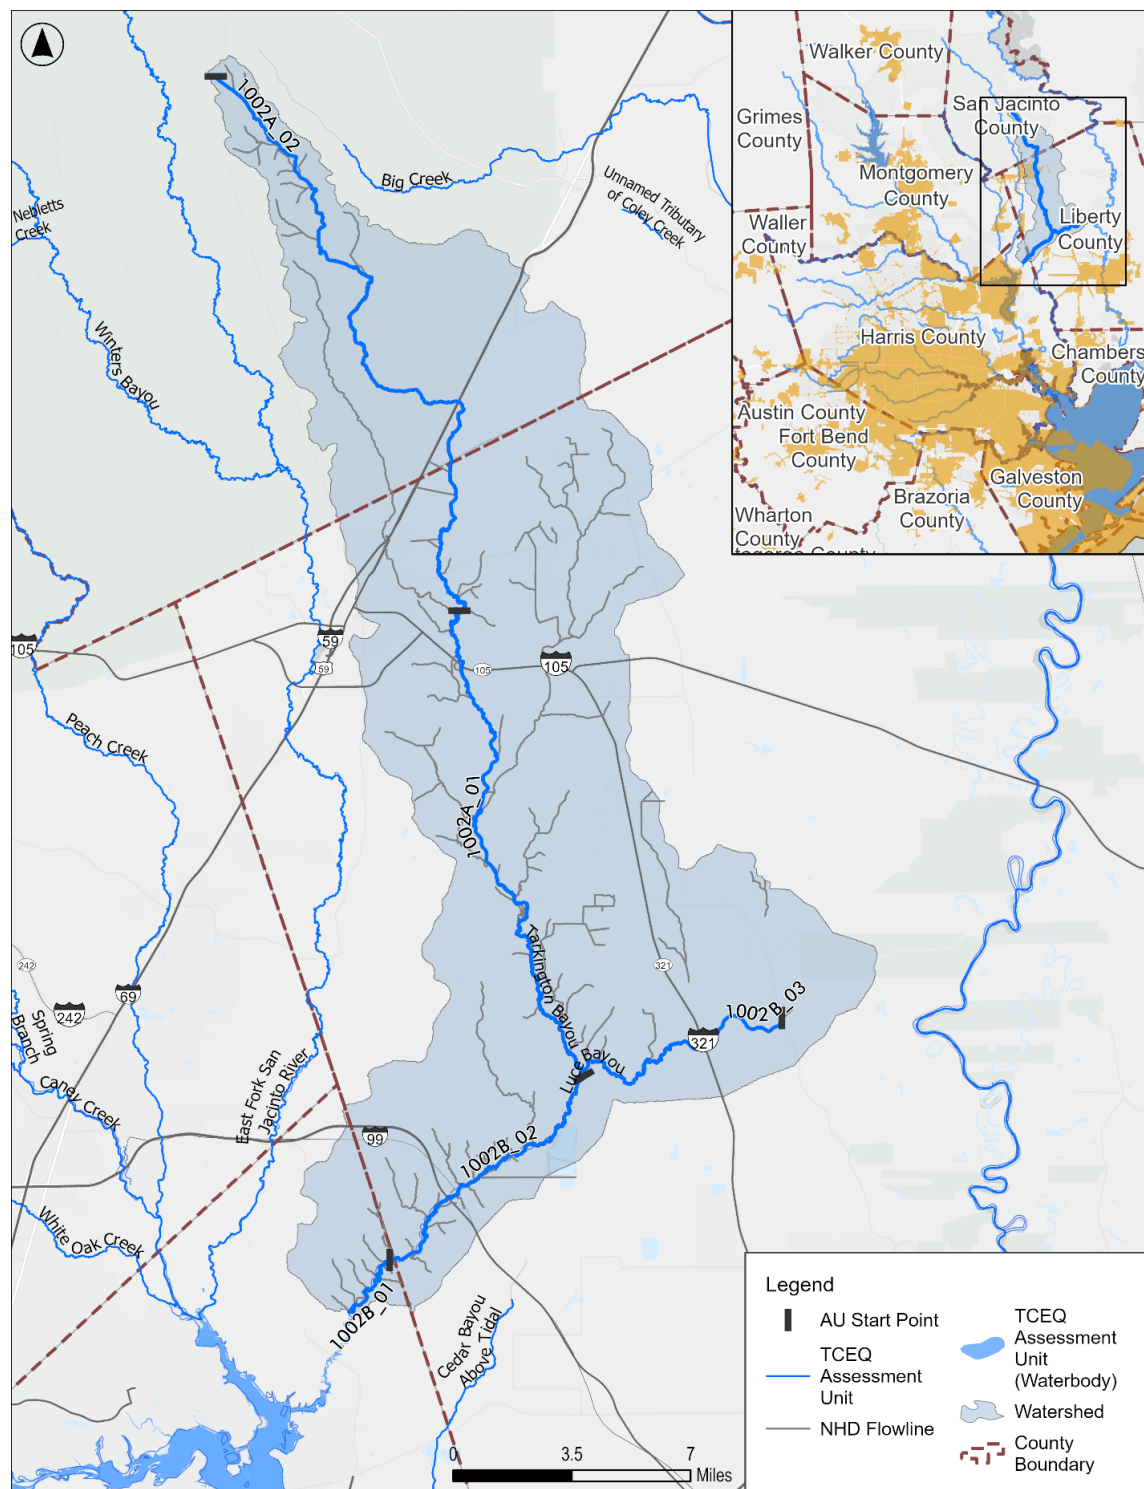 1002A_02
Big Creek
Unnamed Tributary
of Coley Creek
Nebletts
Creek
Winters Bayou
59
59
105
105
105
Peach Creek
1002A_01
Tarkington Bayou
321
1002B_03
321
Luce Bayou
242
242
69
Spring
Branch
Caney Creek
East Fork San
Jacinto River
99
1002B_02
White Oak Creek
1002B_01
Cedar Bayou
Above Tidal
Walker County
San Jacinto
County
Grimes
County
Montgomery
County
Waller
County
Liberty
County
Harris County
Chambers
County
Austin County
Fort Bend
County
Galveston
County
Brazoria
County
Wharton
County
Legend
AU Start Point
TCEQ
Assessment
Unit
NHD Flowline
TCEQ
Assessment
Unit
(Waterbody)
Watershed
County
Boundary
0 3.5 7
Miles